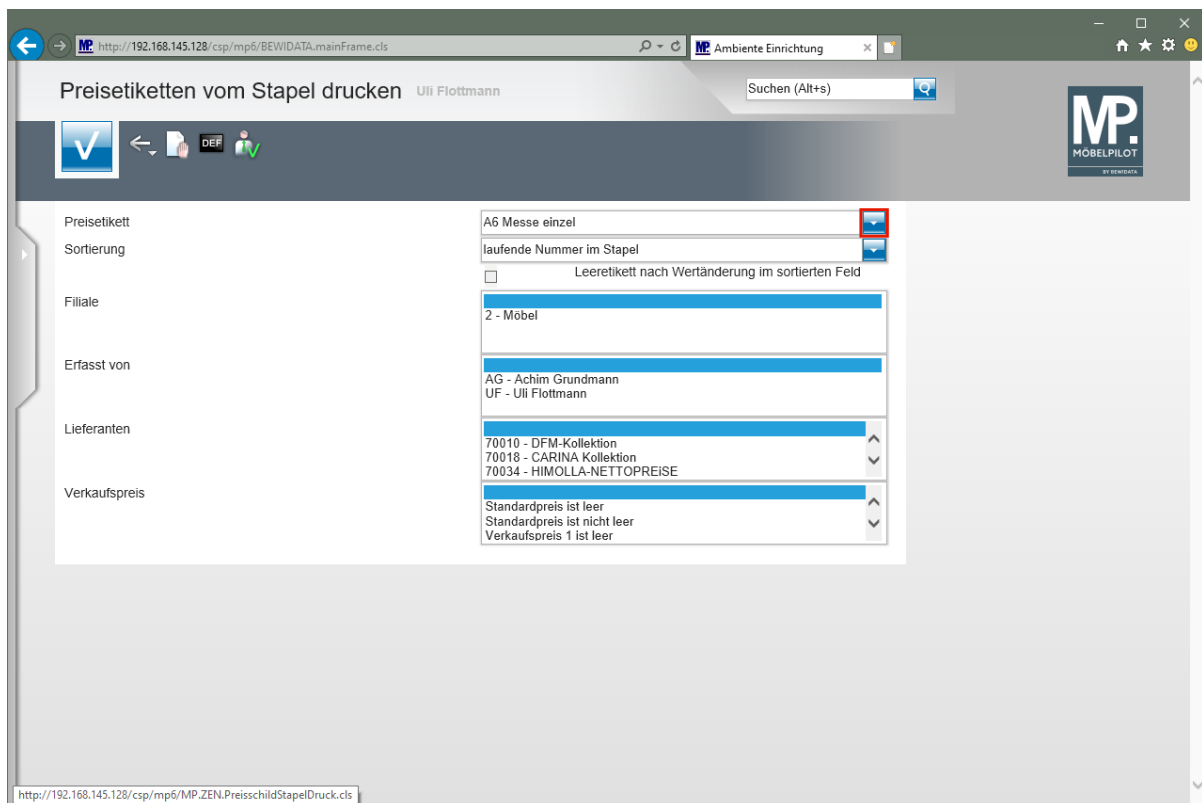 http://192.168.145.128/csp/mp6/BEWIDATA.mainFrame.cls
MP. Ambiente Einrichtung
Preisetiketten vom Stapel drucken Uli Flottmann
Suchen (Alt+s)
MP.
MÖBELPILOT
BY BEWIDATA
DEF
Preisetikett
A6 Messe einzel
Sortierung
laufende Nummer im Stapel
Leeretikett nach Wertänderung im sortierten Feld
Filiale
2 - Möbel
Erfasst von
AG - Achim Grundmann
UF - Uli Flottmann
Lieferanten
70010 - DFM-Kollektion
70018 - CARINA Kollektion
70034 - HIMOLLA-NETTOPREiSE
Verkaufspreis
Standardpreis ist leer
Standardpreis ist nicht leer
Verkaufspreis 1 ist leer
http://192.168.145.128/csp/mp6/MP.ZEN.PreisschildStapelDruck.cls